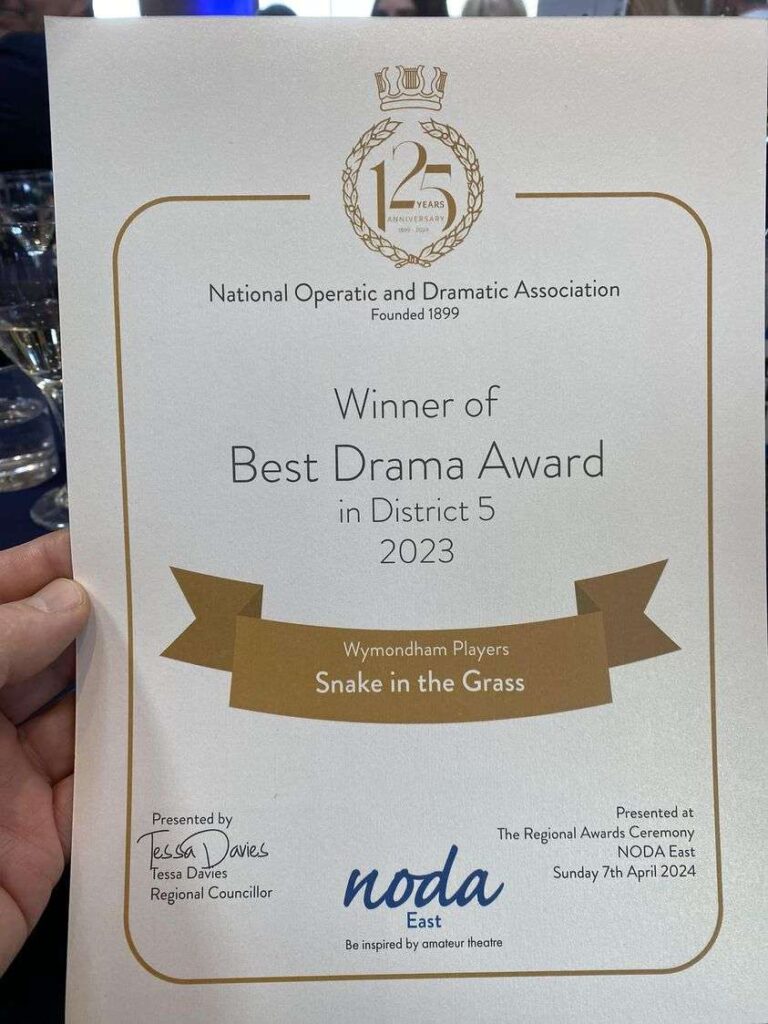 125
YEARS
ANNIVERSARY
1899 - 2024
National Operatic and Dramatic Association
Founded 1899
Winner of
Best Drama Award
in District 5
2023
Wymondham Players
Snake in the Grass
Presented by
Tessa Davies
Tessa Davies
Regional Councillor
Presented at
The Regional Awards Ceremony
NODA East
Sunday 7th April 2024
noda
East
Be inspired by amateur theatre